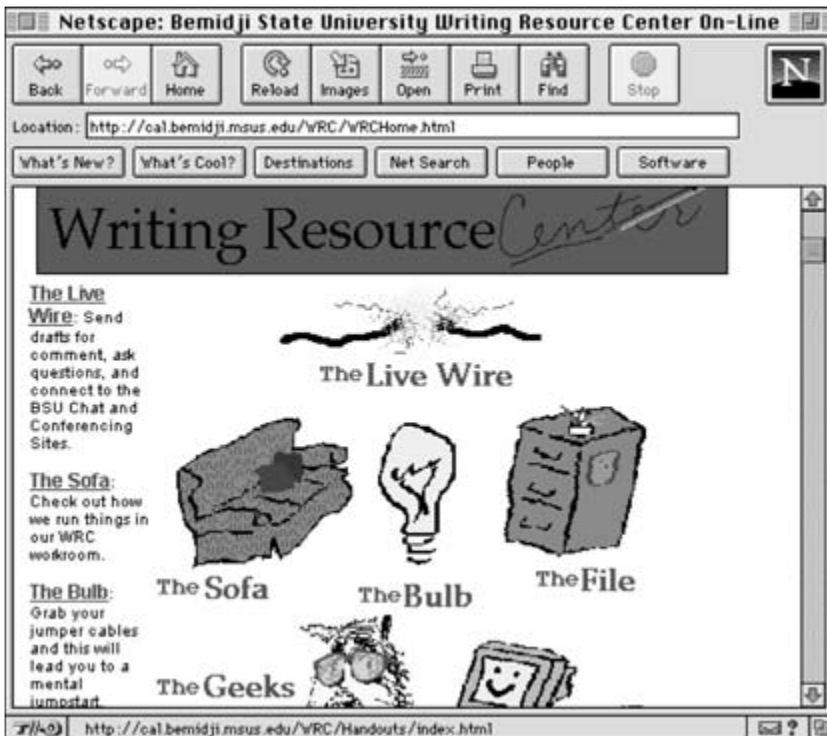 Netscape: Bemidji State University Writing Resource Center On-Line
Back Forward Home Reload Images Open Print Find Stop
N
Location: http://cal.bemidji.msus.edu/WRC/WRCHome.html
What's New? What's Cool? Destinations Net Search People Software
Writing Resource Center
The Live
Wire: Send
drafts for
comment, ask
questions, and
connect to the
BSU Chat and
Conferencing
Sites.
The Sofa:
Check out how
we run things in
our WRC
workroom.
The Bulb:
Grab your
jumper cables
and this will
lead you to a
mental
jumpstart.
The Live Wire
The Sofa
The Bulb
The File
The Geeks
http://cal.bemidji.msus.edu/WRC/Handouts/index.html
?